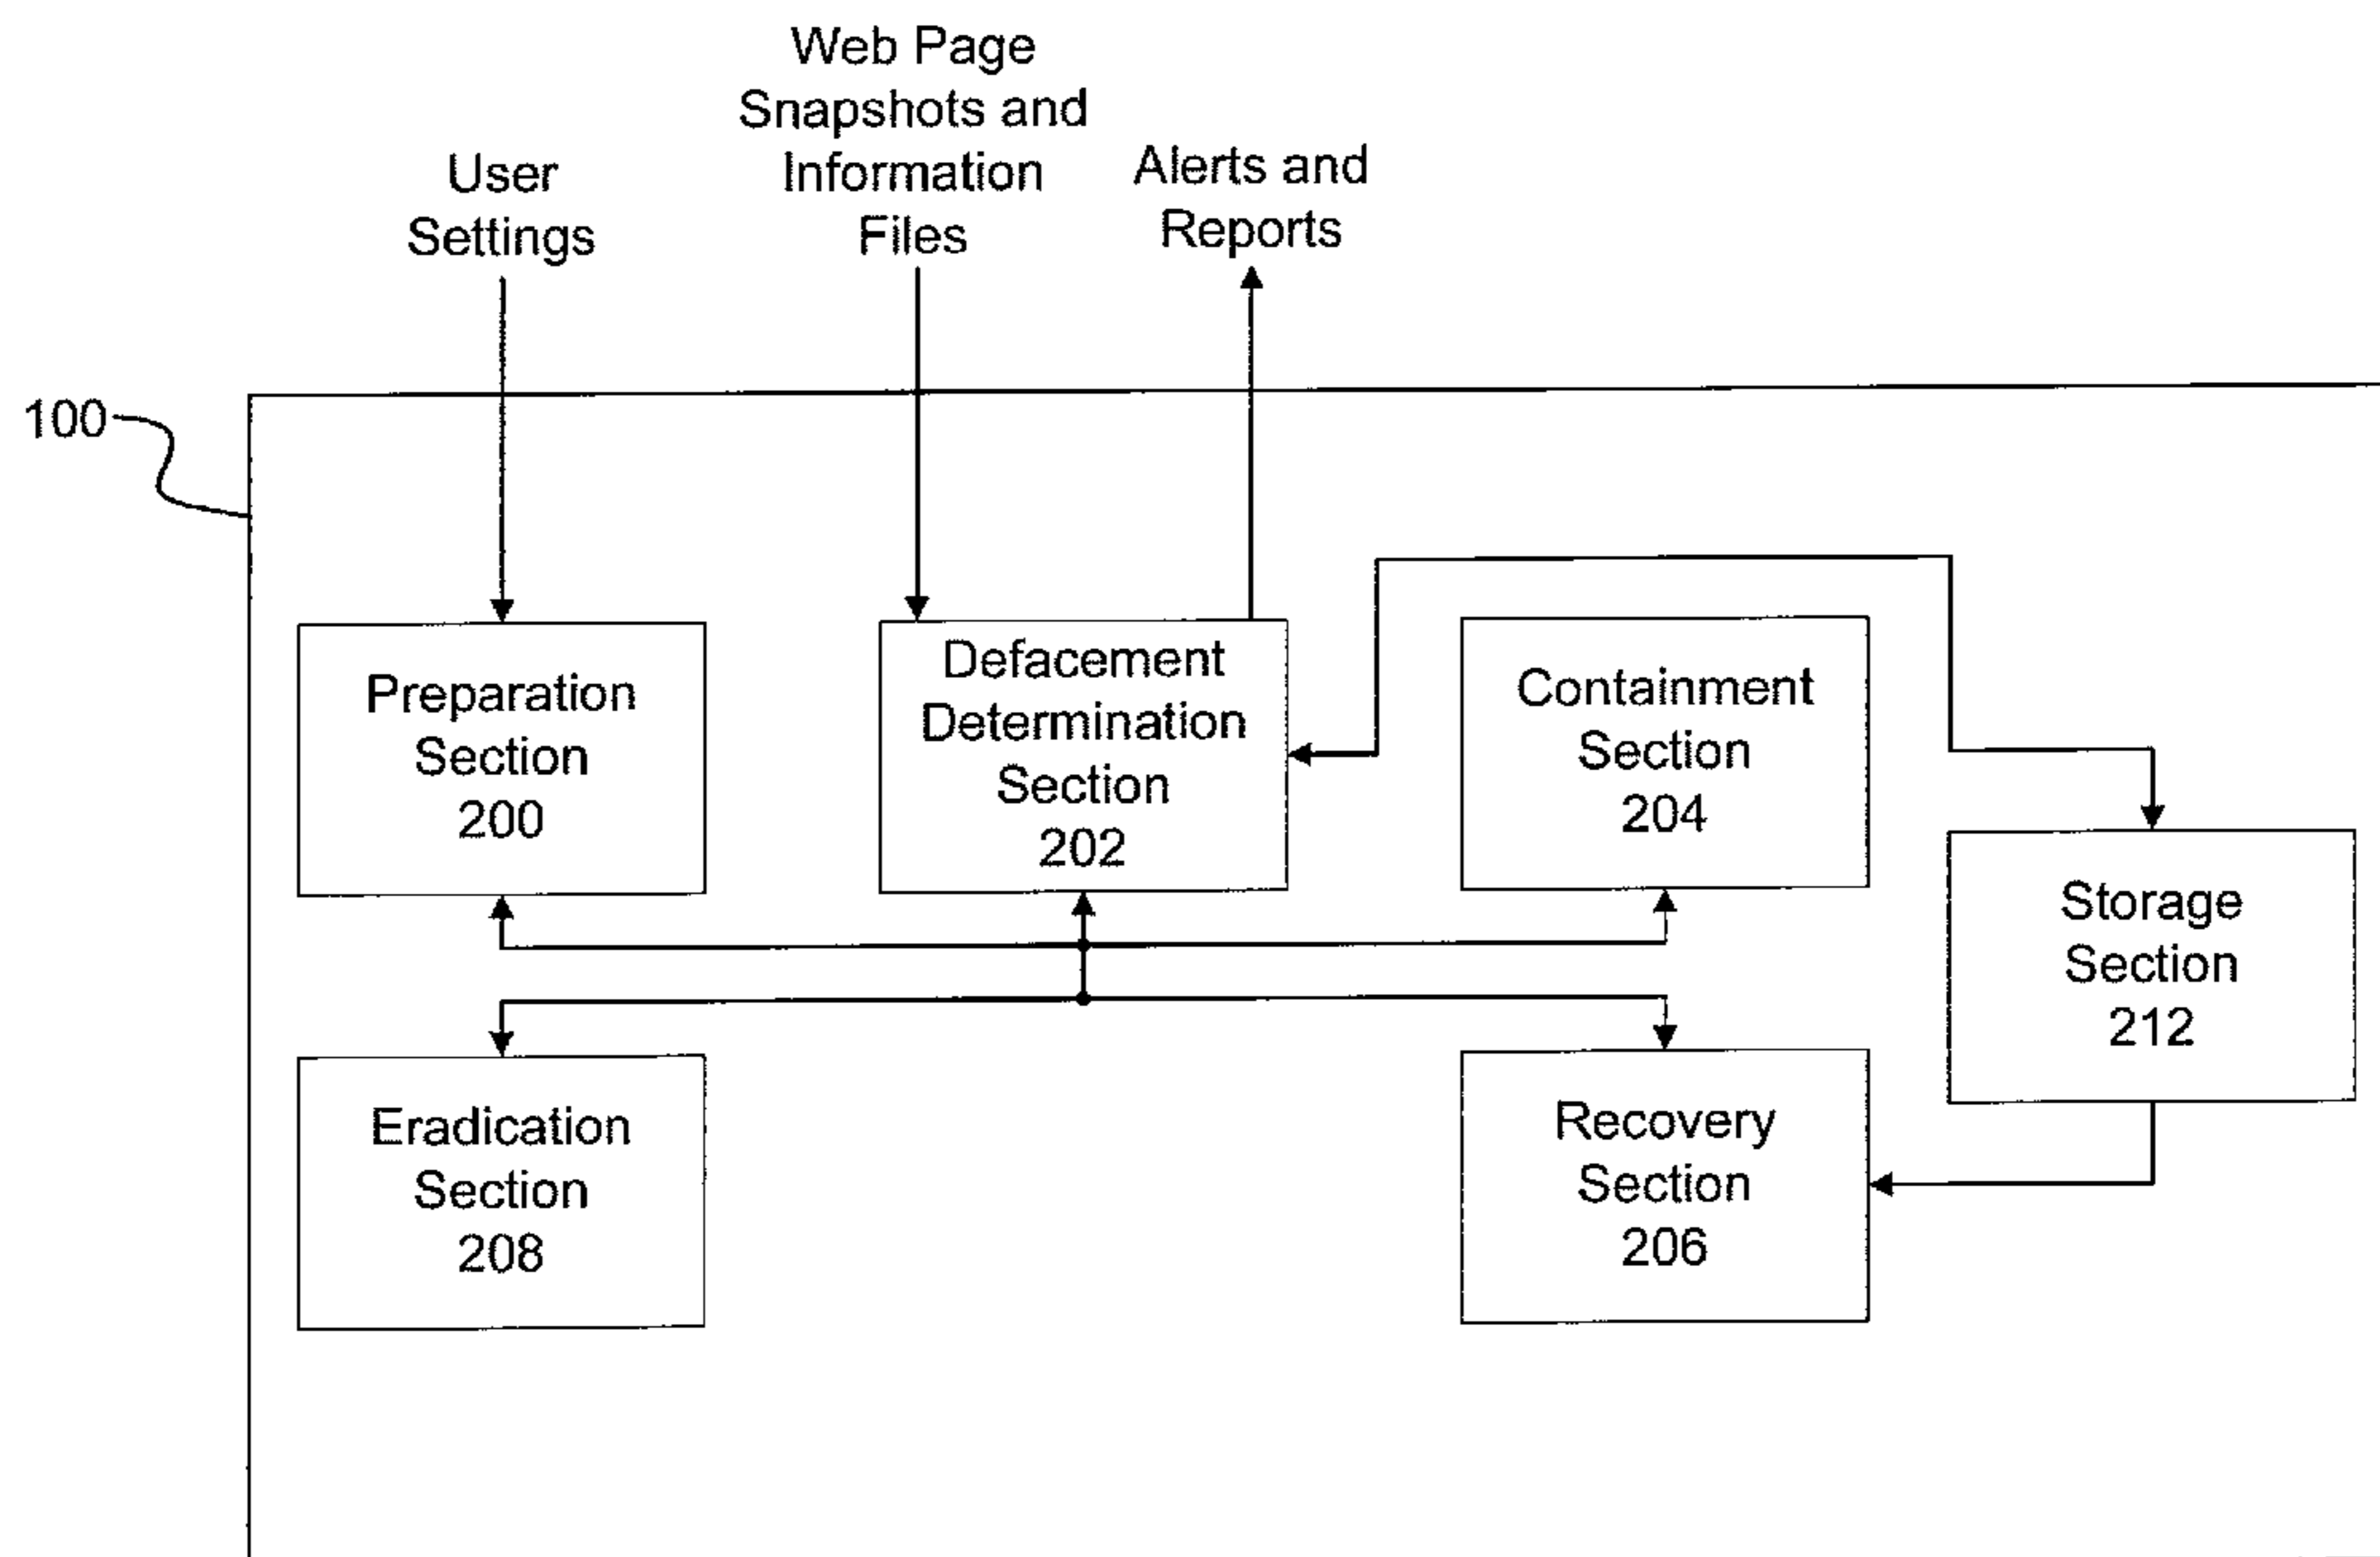 Web Page
Snapshots and
Information
Files
User
Settings
Alerts and
Reports
100
Preparation
Section
200
Defacement
Determination
Section
202
Containment
Section
204
Storage
Section
212
Eradication
Section
208
Recovery
Section
206